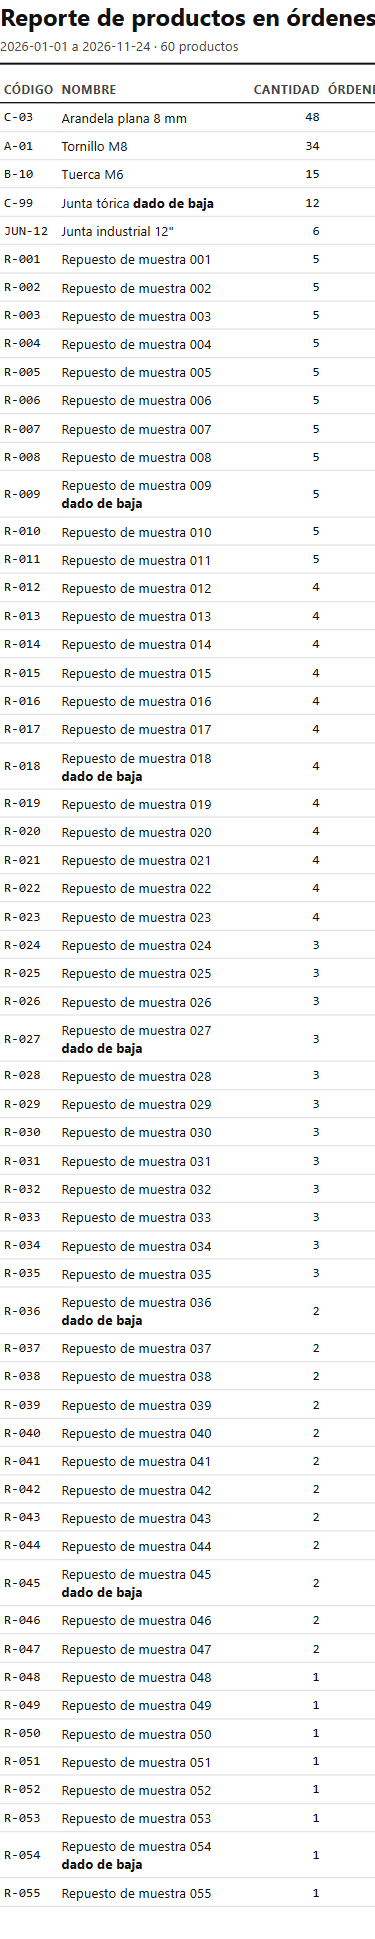 Reporte de productos en órdenes
2026-01-01 a 2026-11-24 · 60 productos
CÓDIGO NOMBRE CANTIDAD ÓRDENE
C-03 Arandela plana 8 mm 48
A-01 Tornillo M8 34
B-10 Tuerca M6 15
C-99 Junta tórica dado de baja 12
JUN-12 Junta industrial 12" 6
R-001 Repuesto de muestra 001 5
R-002 Repuesto de muestra 002 5
R-003 Repuesto de muestra 003 5
R-004 Repuesto de muestra 004 5
R-005 Repuesto de muestra 005 5
R-006 Repuesto de muestra 006 5
R-007 Repuesto de muestra 007 5
R-008 Repuesto de muestra 008 5
R-009 Repuesto de muestra 009 5
dado de baja
R-010 Repuesto de muestra 010 5
R-011 Repuesto de muestra 011 5
R-012 Repuesto de muestra 012 4
R-013 Repuesto de muestra 013 4
R-014 Repuesto de muestra 014 4
R-015 Repuesto de muestra 015 4
R-016 Repuesto de muestra 016 4
R-017 Repuesto de muestra 017 4
R-018 Repuesto de muestra 018 4
dado de baja
R-019 Repuesto de muestra 019 4
R-020 Repuesto de muestra 020 4
R-021 Repuesto de muestra 021 4
R-022 Repuesto de muestra 022 4
R-023 Repuesto de muestra 023 4
R-024 Repuesto de muestra 024 3
R-025 Repuesto de muestra 025 3
R-026 Repuesto de muestra 026 3
R-027 Repuesto de muestra 027 3
dado de baja
R-028 Repuesto de muestra 028 3
R-029 Repuesto de muestra 029 3
R-030 Repuesto de muestra 030 3
R-031 Repuesto de muestra 031 3
R-032 Repuesto de muestra 032 3
R-033 Repuesto de muestra 033 3
R-034 Repuesto de muestra 034 3
R-035 Repuesto de muestra 035 3
R-036 Repuesto de muestra 036 2
dado de baja
R-037 Repuesto de muestra 037 2
R-038 Repuesto de muestra 038 2
R-039 Repuesto de muestra 039 2
R-040 Repuesto de muestra 040 2
R-041 Repuesto de muestra 041 2
R-042 Repuesto de muestra 042 2
R-043 Repuesto de muestra 043 2
R-044 Repuesto de muestra 044 2
R-045 Repuesto de muestra 045 2
dado de baja
R-046 Repuesto de muestra 046 2
R-047 Repuesto de muestra 047 2
R-048 Repuesto de muestra 048 1
R-049 Repuesto de muestra 049 1
R-050 Repuesto de muestra 050 1
R-051 Repuesto de muestra 051 1
R-052 Repuesto de muestra 052 1
R-053 Repuesto de muestra 053 1
R-054 Repuesto de muestra 054 1
dado de baja
R-055 Repuesto de muestra 055 1